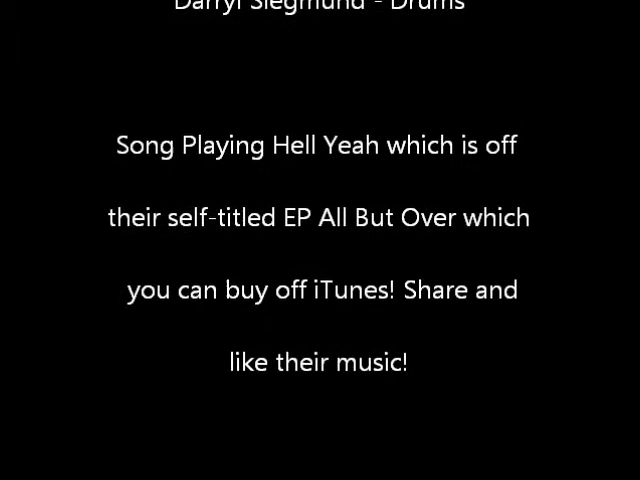 Darryl Siegmund - Drums
Song Playing Hell Yeah which is off
their self-titled EP All But Over which
you can buy off iTunes! Share and
like their music!